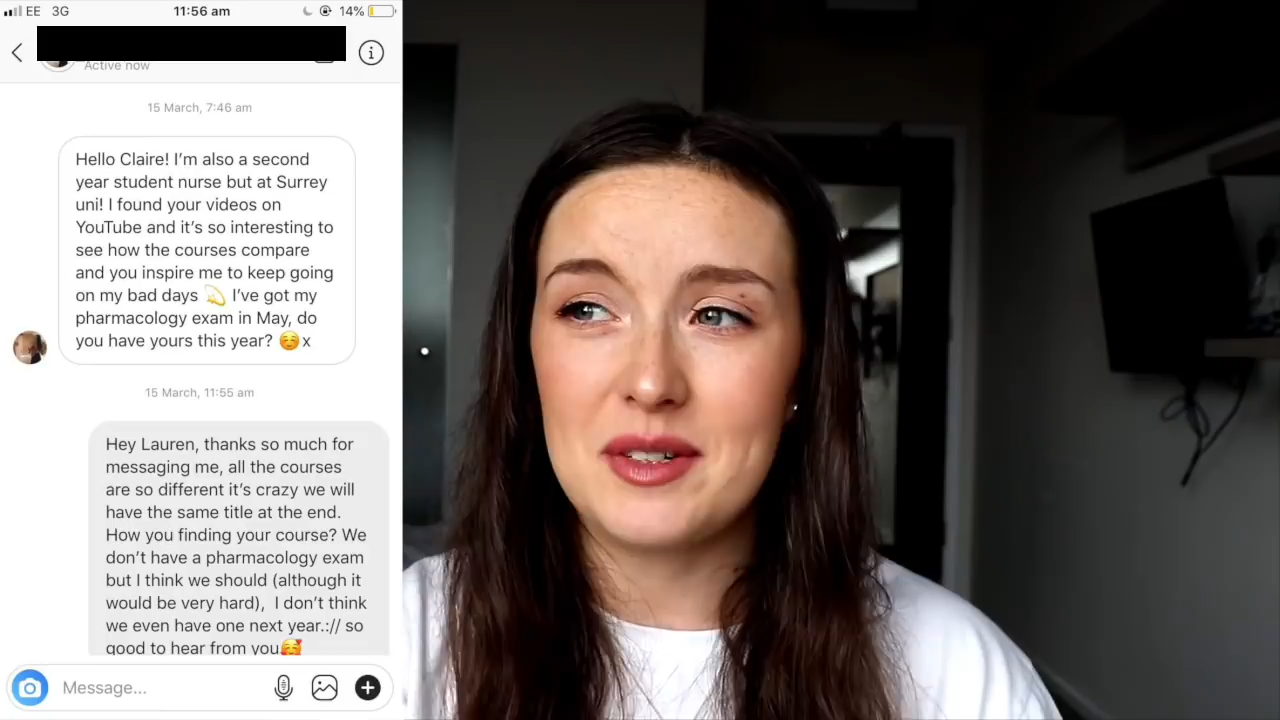 EE 3G 11:56 am 14%
Active now
15 March, 7:46 am
Hello Claire! I'm also a second
year student nurse but at Surrey
uni! I found your videos on
YouTube and it's so interesting to
see how the courses compare
and you inspire me to keep going
on my bad days 💫 I've got my
pharmacology exam in May, do
you have yours this year? ☺️ x
15 March, 11:55 am
Hey Lauren, thanks so much for
messaging me, all the courses
are so different it's crazy we will
have the same title at the end.
How you finding your course? We
don't have a pharmacology exam
but I think we should (although it
would be very hard),  I don't think
we even have one next year.:// so
good to hear from you🥰
Message...